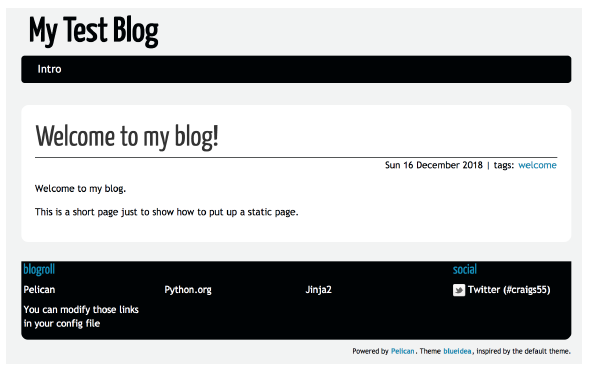 My Test Blog
Intro
Welcome to my blog!
Sun 16 December 2018 | tags: welcome
Welcome to my blog.
This is a short page just to show how to put up a static page.
blogroll social
Pelican Python.org Jinja2 Twitter (#craigs55)
You can modify those links
in your config file
Powered by Pelican. Theme blueidea, inspired by the default theme.